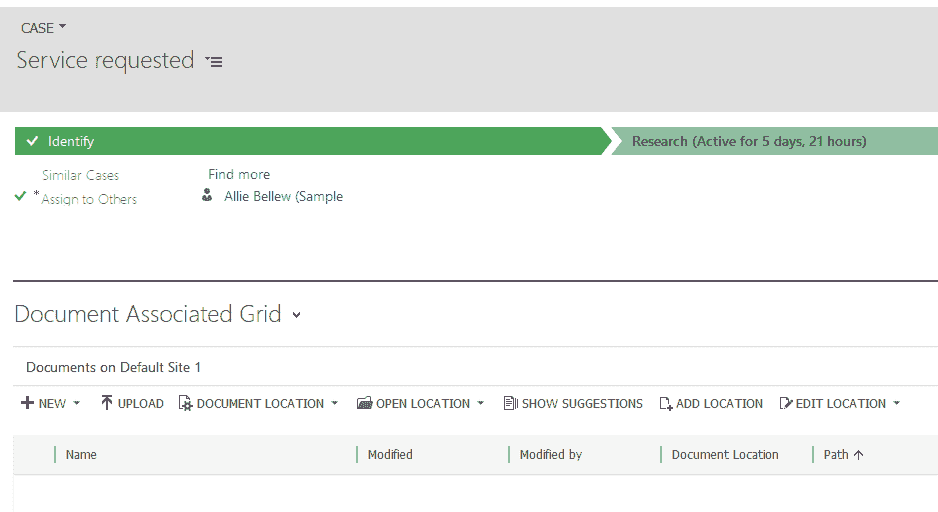 CASE
Service requested
Identify
Research (Active for 5 days, 21 hours)
Similar Cases
Find more
*Assign to Others
Allie Bellew (Sample
Document Associated Grid
Documents on Default Site 1
NEW UPLOAD DOCUMENT LOCATION OPEN LOCATION SHOW SUGGESTIONS ADD LOCATION EDIT LOCATION
Name Modified Modified by Document Location Path